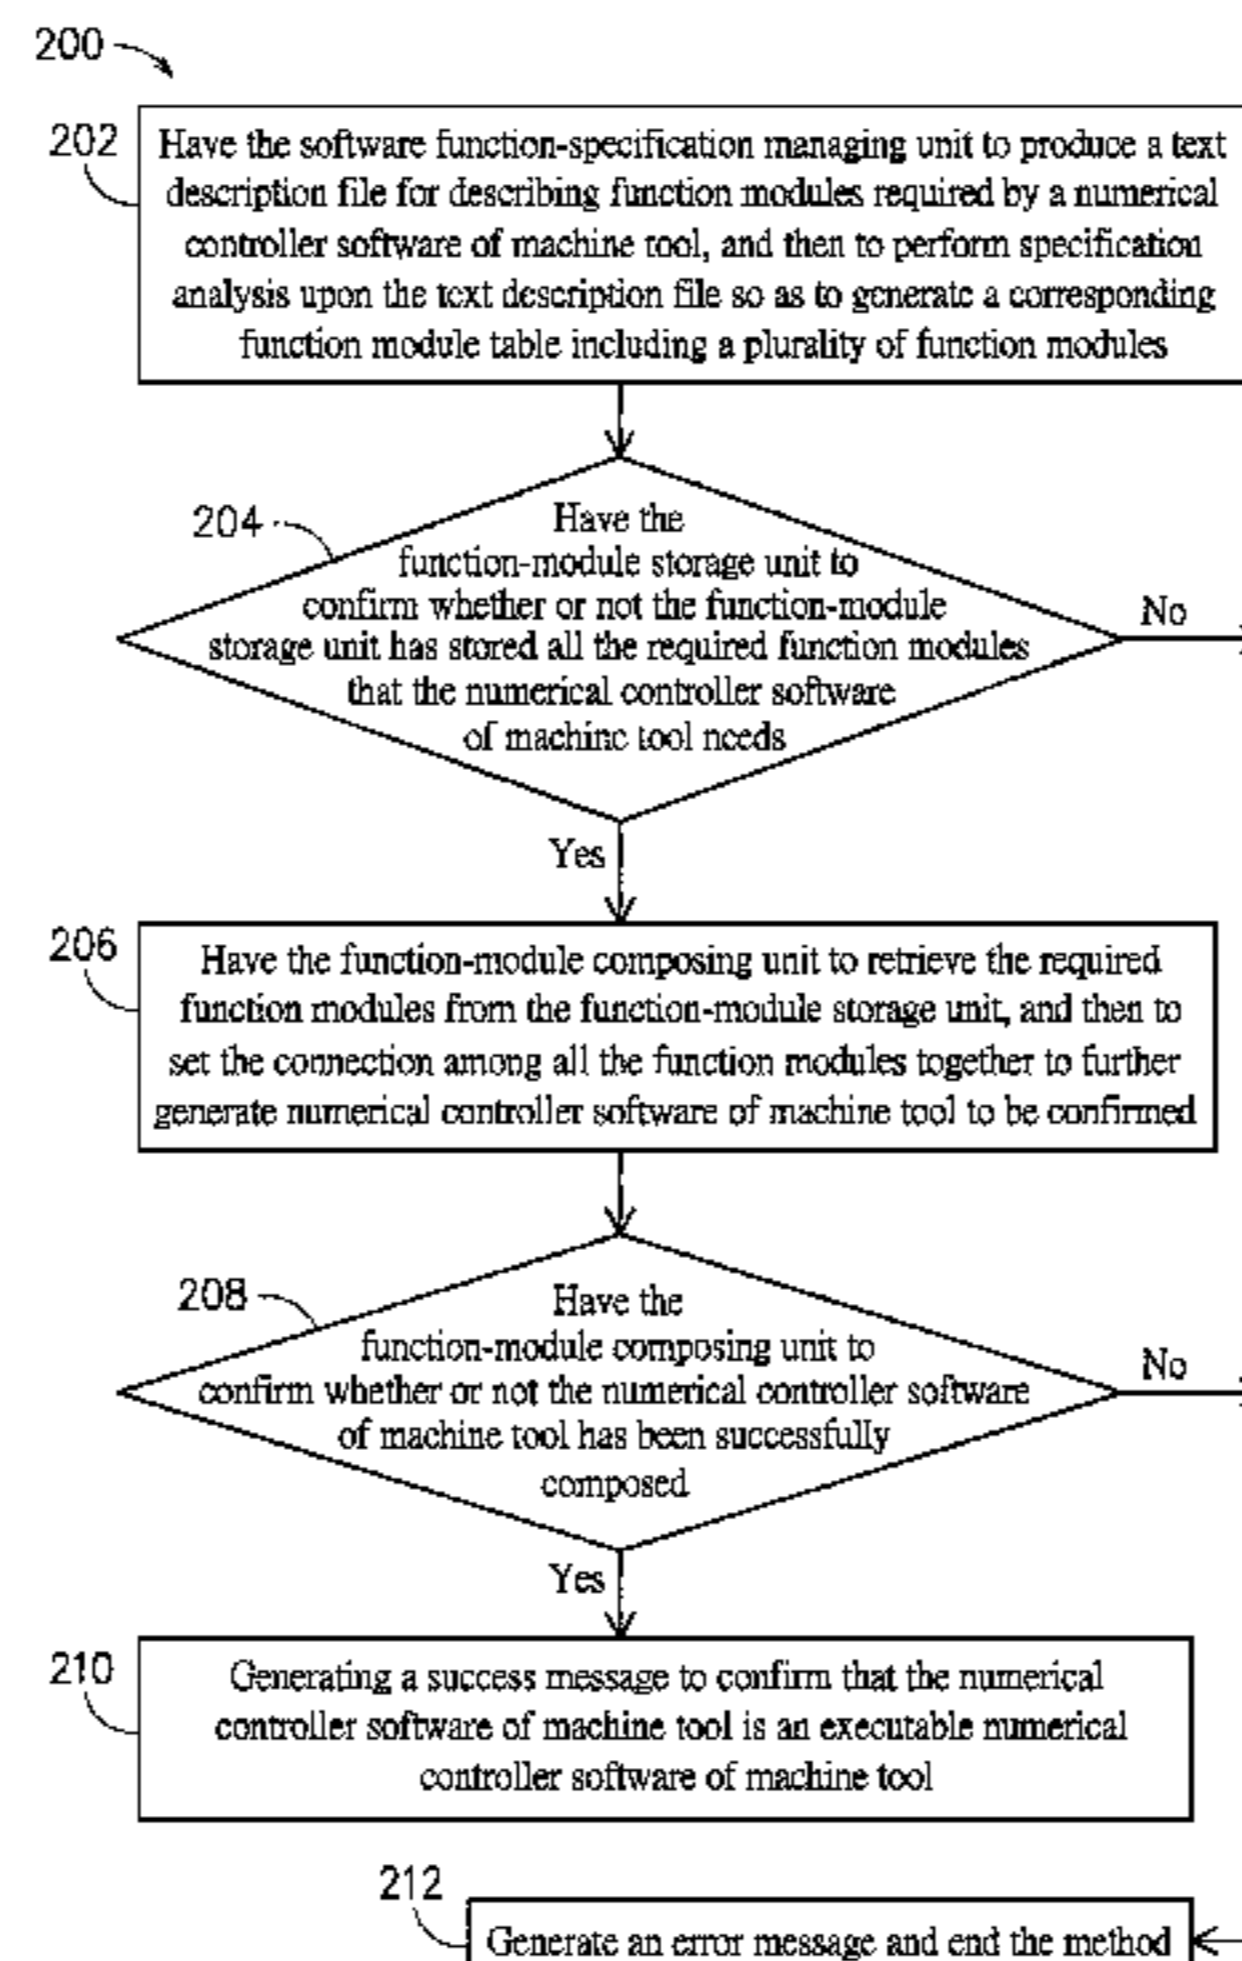 200
202
Have the software function-specification managing unit to produce a text
description file for describing function modules required by a numerical
controller software of machine tool, and then to perform specification
analysis upon the text description file so as to generate a corresponding
function module table including a plurality of function modules
204
Have the
function-module storage unit to
confirm whether or not the function-module
storage unit has stored all the required function modules
that the numerical controller software
of machine tool needs
No
Yes
206
Have the function-module composing unit to retrieve the required
function modules from the function-module storage unit, and then to
set the connection among all the function modules together to further
generate numerical controller software of machine tool to be confirmed
208
Have the
function-module composing unit to
confirm whether or not the numerical controller software
of machine tool has been successfully
composed
No
Yes
210
Generating a success message to confirm that the numerical
controller software of machine tool is an executable numerical
controller software of machine tool
212
Generate an error message and end the method